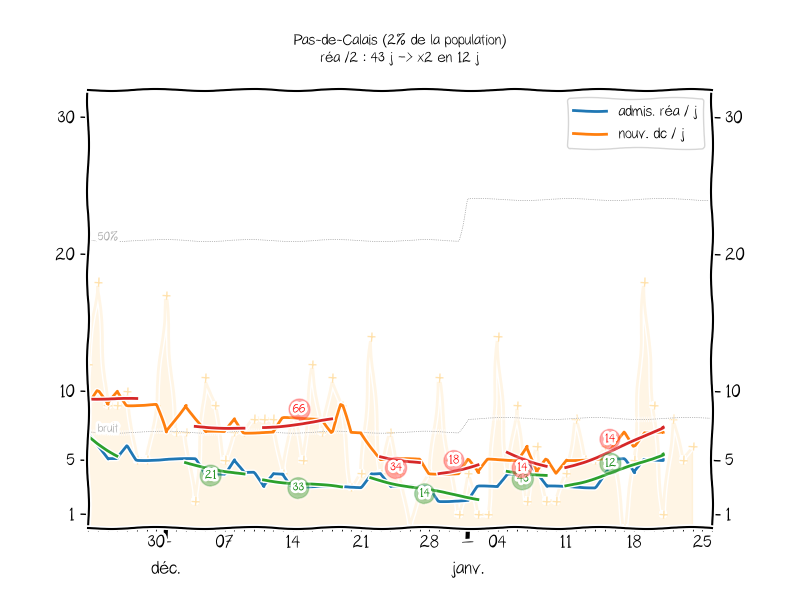 Pas-de-Calais (2% de la population)
réa /2 : 43 j -> x2 en 12 j
admis. réa / j
nouv. dc / j
30 30
50%
20 20
10 10
bruit
66
14
34 18 14 12
21 33 14 43
5 5
1 1
30 07 14 21 28 04 11 18 25
déc. janv.